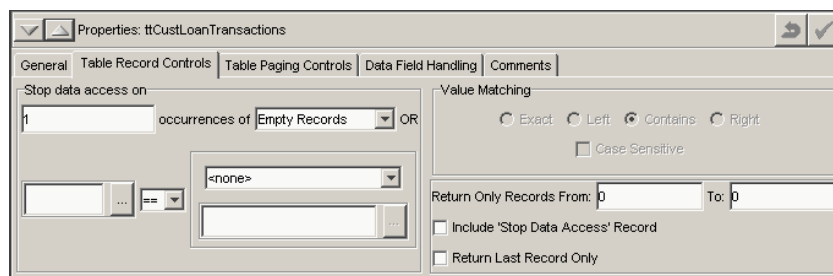 Properties: ttCustLoanTransactions
General Table Record Controls Table Paging Controls Data Field Handling Comments
Stop data access on
1 occurrences of Empty Records OR
... == <none>
...
Value Matching
Exact Left Contains Right
Case Sensitive
Return Only Records From: 0 To: 0
Include 'Stop Data Access' Record
Return Last Record Only